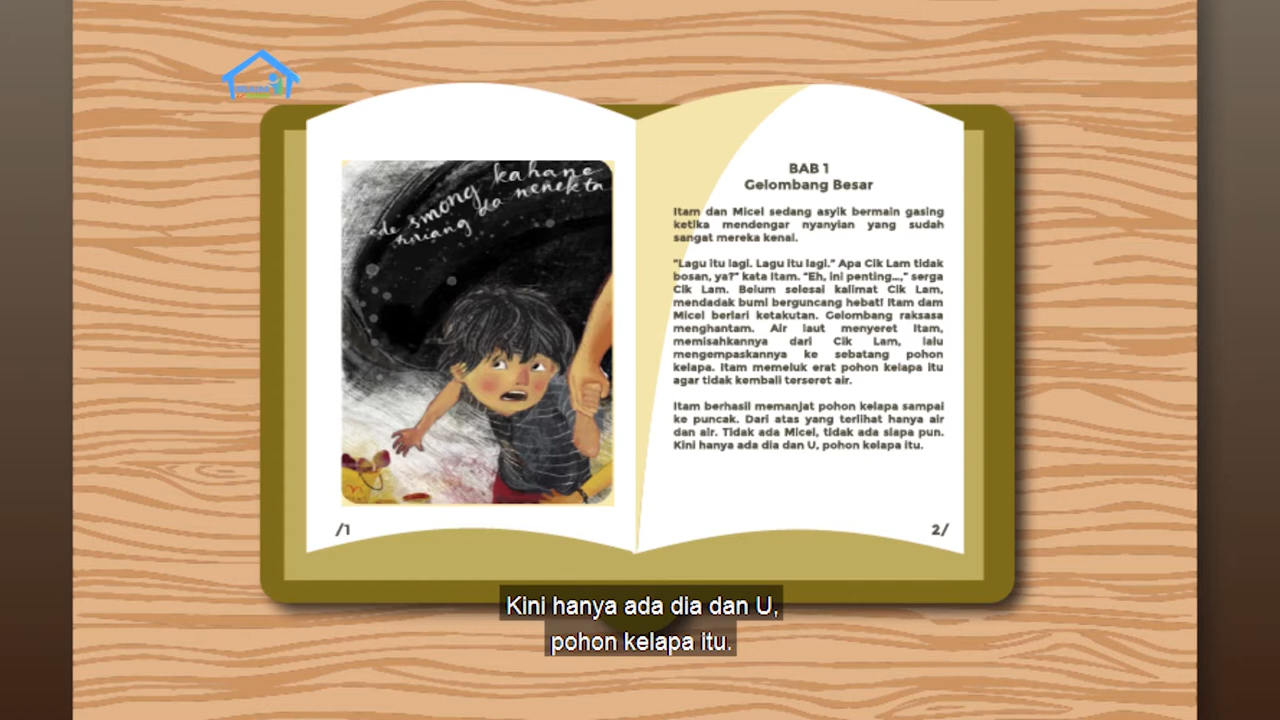 kahane
ade smong da nenekta
uniang
/1
BAB 1
Gelombang Besar
Itam dan Micel sedang asyik bermain gasing
ketika mendengar nyanyian yang sudah
sangat mereka kenal.
"Lagu itu lagi. Lagu itu lagi." Apa Cik Lam tidak
bosan, ya?" kata Itam. "Eh, ini penting...," serga
Cik Lam. Belum selesai kalimat Cik Lam,
mendadak bumi berguncang hebat! Itam dam
Micel berlari ketakutan. Gelombang raksasa
menghantam. Air laut menyeret Itam,
memisahkannya dari Cik Lam, lalu
mengempaskannya ke sebatang pohon
kelapa. Itam memeluk erat pohon kelapa itu
agar tidak kembali terseret air.
Itam berhasil memanjat pohon kelapa sampai
ke puncak. Dari atas yang terlihat hanya air
dan air. Tidak ada Micel, tidak ada siapa pun.
Kini hanya ada dia dan U, pohon kelapa itu.
2/
Kini hanya ada dia dan U,
pohon kelapa itu.